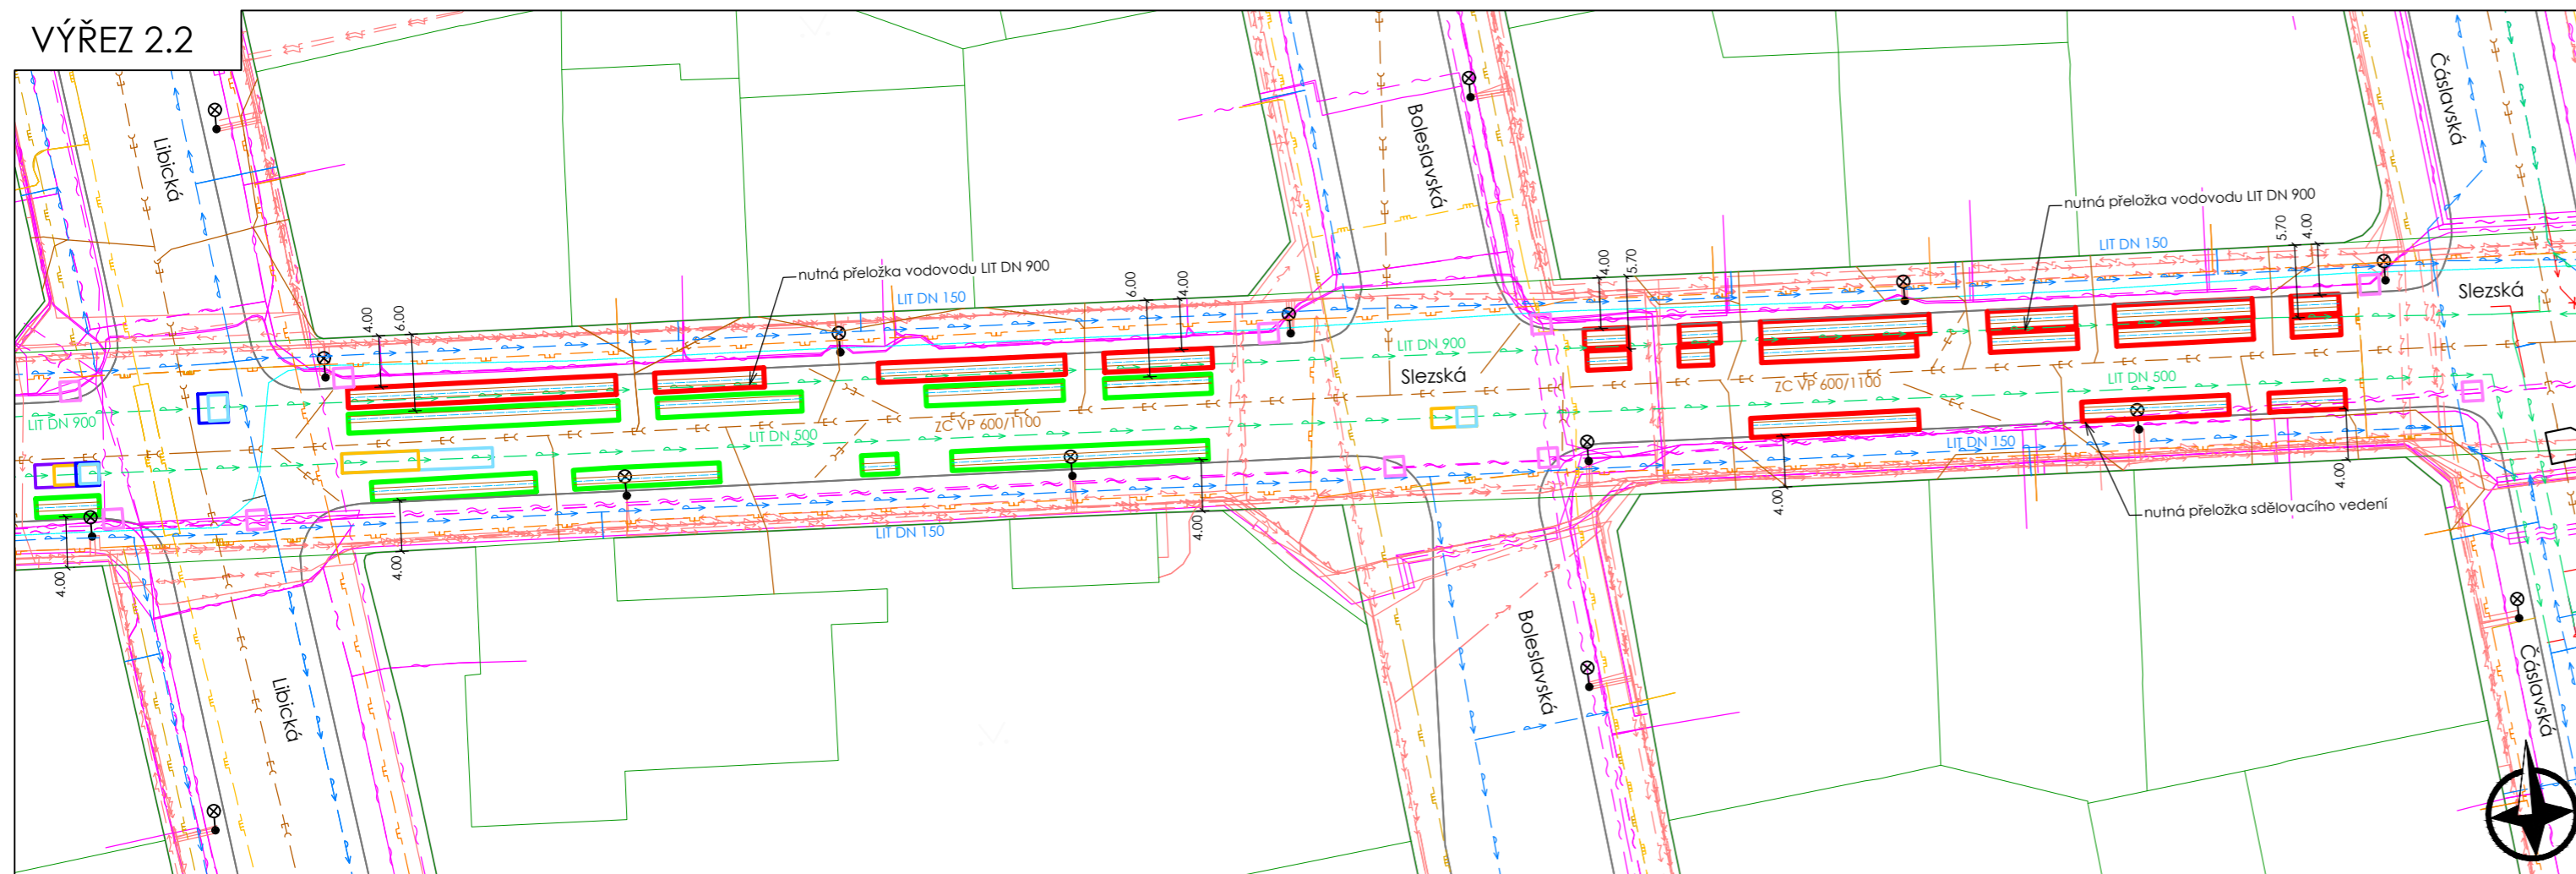 VÝŘEZ 2.2
Libická
Boleslavská
Čáslavská
nutná přeložka vodovodu LIT DN 900
LIT DN 150
5.70
4.00
Slezská
nutná přeložka vodovodu LIT DN 900
LIT DN 150
6.00
4.00
4.00
5.70
4.00
6.00
LIT DN 900
Slezská
ZC VP 600/1100
LIT DN 500
LIT DN 900
ZC VP 600/1100
LIT DN 500
LIT DN 150
LIT DN 150
4.00
4.00
4.00
4.00
4.00
nutná přeložka sdělovacího vedení
Libická
Boleslavská
Čáslavská